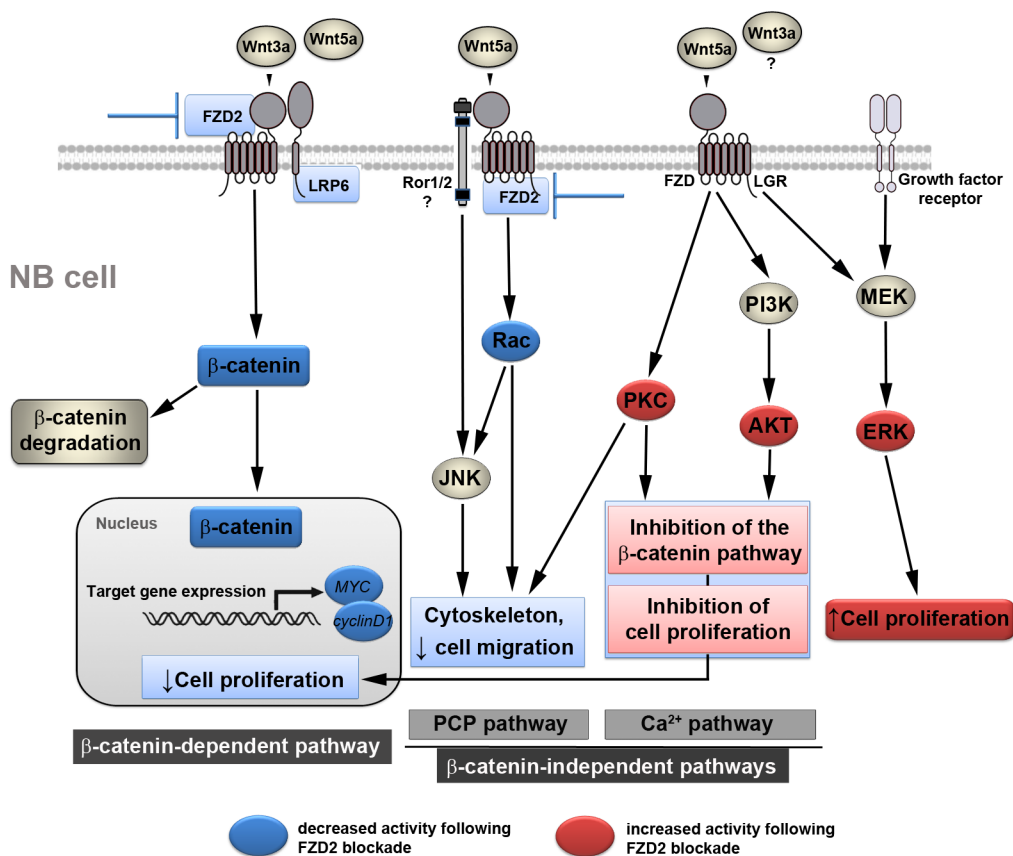 Wnt3a
Wnt5a
Wnt5a
Wnt5a
Wnt3a
?
FZD2
LRP6
Ror1/2
?
FZD2
FZD
LGR
Growth factor
receptor
NB cell
β-catenin
β-catenin
degradation
Rac
JNK
PKC
PI3K
AKT
MEK
ERK
Nucleus
β-catenin
Target gene expression
MYC
cyclinD1
↓Cell proliferation
Cytoskeleton,
↓ cell migration
Inhibition of the
β-catenin pathway
Inhibition of
cell proliferation
↑Cell proliferation
β-catenin-dependent pathway
PCP pathway
Ca²⁺ pathway
β-catenin-independent pathways
decreased activity following
FZD2 blockade
increased activity following
FZD2 blockade